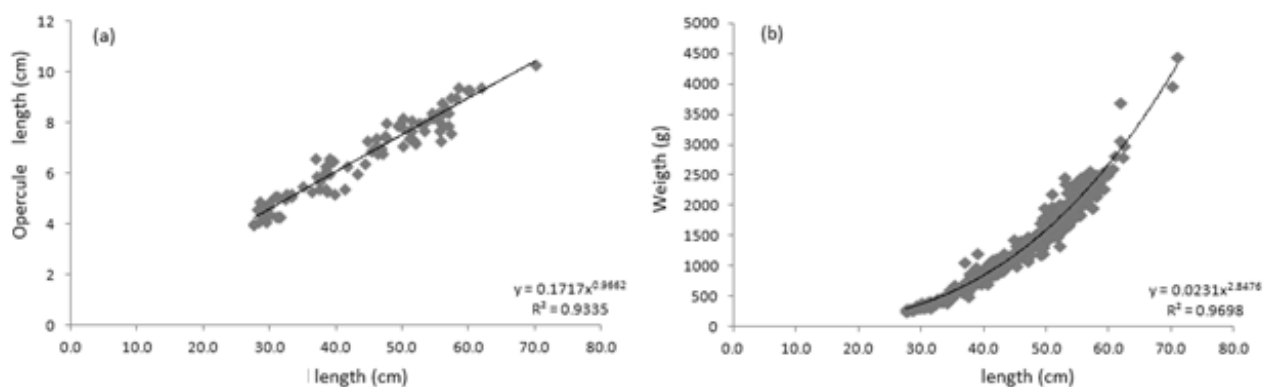 (a)
Opercule length (cm)
12
10
8
6
4
2
0
0.0 10.0 20.0 30.0 40.0 50.0 60.0 70.0 80.0
length (cm)
y = 0.1717x^0.9662
R² = 0.9335
(b)
Weigth (g)
5000
4500
4000
3500
3000
2500
2000
1500
1000
500
0
0.0 10.0 20.0 30.0 40.0 50.0 60.0 70.0 80.0
length (cm)
y = 0.0231x^2.8476
R² = 0.9698